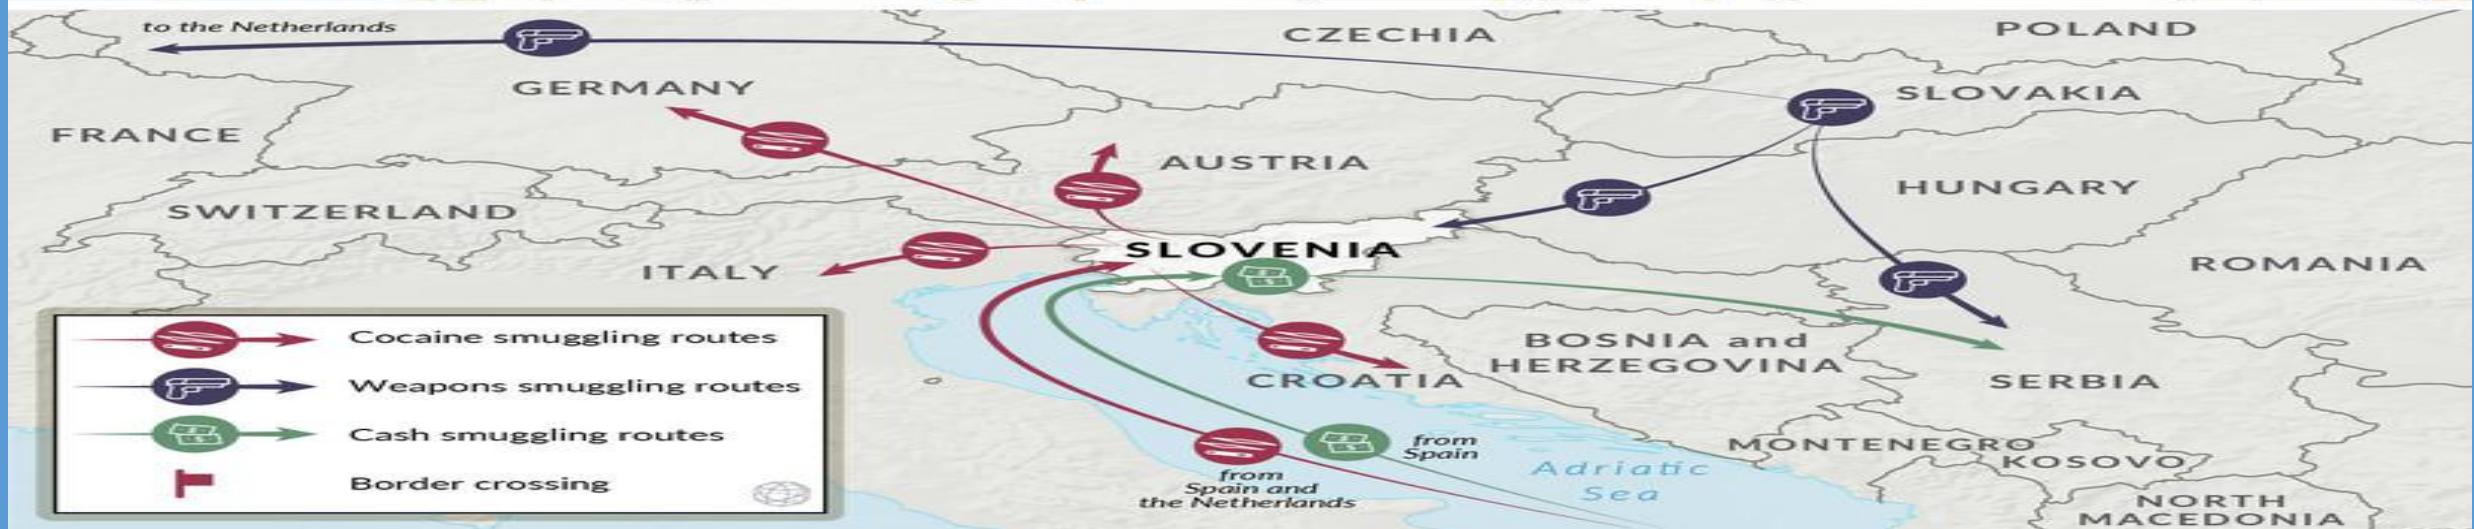 to the Netherlands
CZECHIA
POLAND
GERMANY
SLOVAKIA
FRANCE
AUSTRIA
HUNGARY
SWITZERLAND
SLOVENIA
ITALY
ROMANIA
Cocaine smuggling routes
Weapons smuggling routes
Cash smuggling routes
Border crossing
BOSNIA and
HERZEGOVINA
CROATIA
SERBIA
from
Spain
from
Spain and
the Netherlands
Adriatic
Sea
MONTENEGRO
KOSOVO
NORTH
MACEDONIA